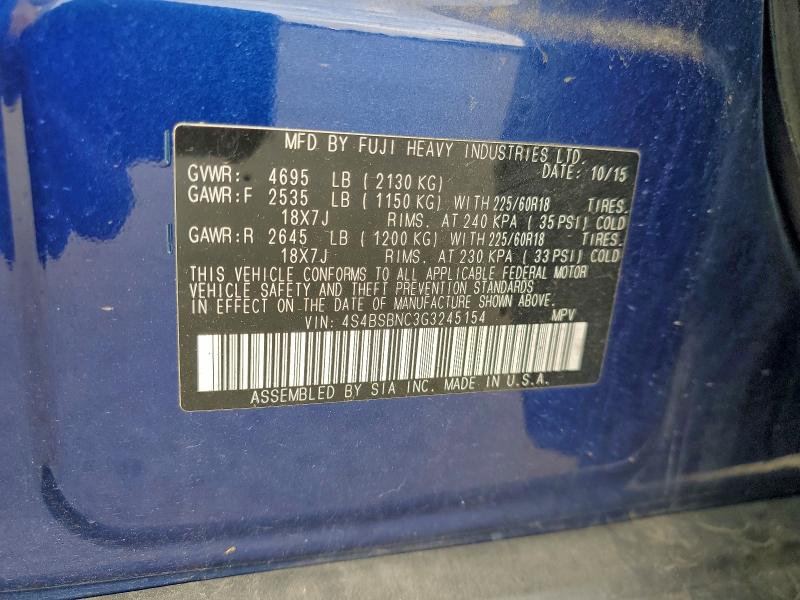 MFD BY FUJI HEAVY INDUSTRIES LTD.
DATE: 10/15
GVWR: 4695 LB ( 2130 KG)
GAWR:F 2535 LB ( 1150 KG) WITH 225/60R18 TIRES.
18X7J RIMS. AT 240 KPA ( 35 PSI) COLD
GAWR:R 2645 LB ( 1200 KG) WITH 225/60R18 TIRES.
18X7J RIMS. AT 230 KPA ( 33 PSI) COLD
THIS VEHICLE CONFORMS TO ALL APPLICABLE FEDERAL MOTOR
VEHICLE SAFETY AND THEFT PREVENTION STANDARDS
IN EFFECT ON THE DATE OF MANUFACTURE SHOWN ABOVE.
VIN: 4S4BSBNC3G3245154 MPV
ASSEMBLED BY SIA INC. MADE IN U.S.A.